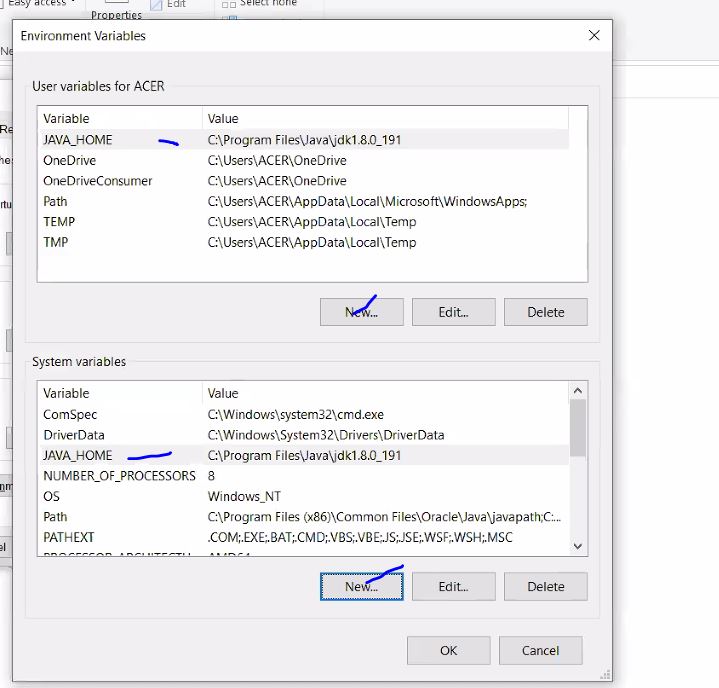 Easy access
Properties
Edit
Select none
Environment Variables
User variables for ACER
Variable Value
JAVA_HOME C:\Program Files\Java\jdk1.8.0_191
OneDrive C:\Users\ACER\OneDrive
OneDriveConsumer C:\Users\ACER\OneDrive
Path C:\Users\ACER\AppData\Local\Microsoft\WindowsApps;
TEMP C:\Users\ACER\AppData\Local\Temp
TMP C:\Users\ACER\AppData\Local\Temp
New... Edit... Delete
System variables
Variable Value
ComSpec C:\Windows\system32\cmd.exe
DriverData C:\Windows\System32\Drivers\DriverData
JAVA_HOME C:\Program Files\Java\jdk1.8.0_191
NUMBER_OF_PROCESSORS 8
OS Windows_NT
Path C:\Program Files (x86)\Common Files\Oracle\Java\javapath;C:...
PATHEXT .COM;.EXE;.BAT;.CMD;.VBS;.VBE;.JS;.JSE;.WSF;.WSH;.MSC
New... Edit... Delete
OK Cancel